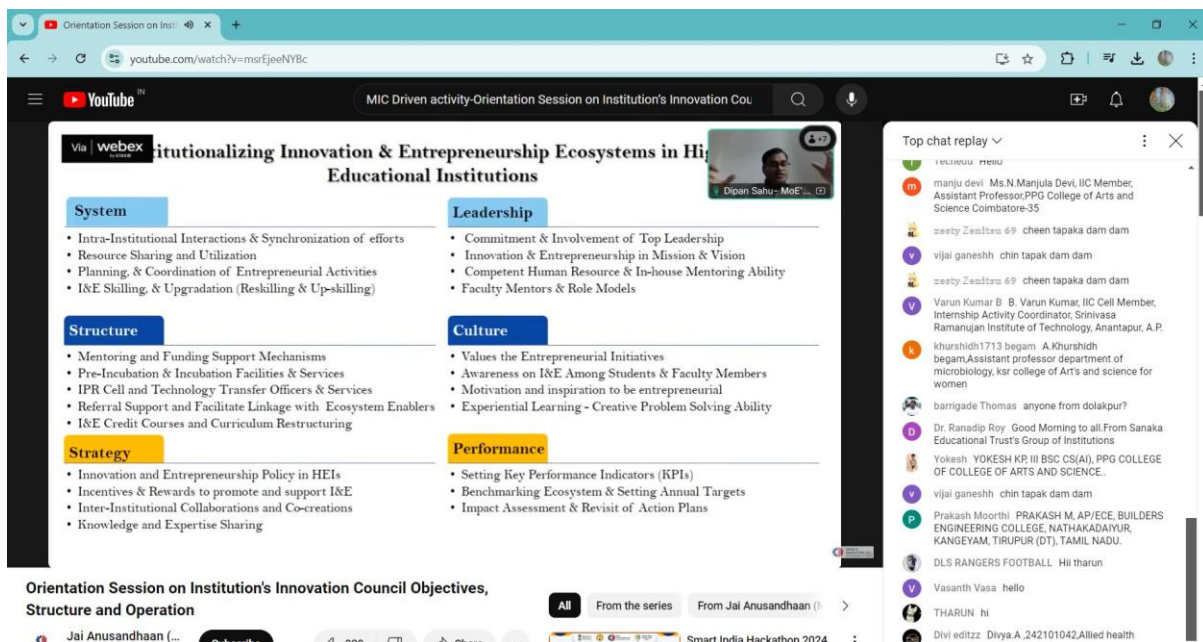 Orientation Session on Insti
youtube.com/watch?v=msrEjeeNYBc
YouTube IN
MIC Driven activity-Orientation Session on Institution's Innovation Cou
Via webex
itutionalizing Innovation & Entrepreneurship Ecosystems in Hig
Educational Institutions
+7
Dipan Sahu- MoE'...
System
• Intra-Institutional Interactions & Synchronization of efforts
• Resource Sharing and Utilization
• Planning, & Coordination of Entrepreneurial Activities
• I&E Skilling, & Upgradation (Reskilling & Up-skilling)
Leadership
• Commitment & Involvement of Top Leadership
• Innovation & Entrepreneurship in Mission & Vision
• Competent Human Resource & In-house Mentoring Ability
• Faculty Mentors & Role Models
Structure
• Mentoring and Funding Support Mechanisms
• Pre-Incubation & Incubation Facilities & Services
• IPR Cell and Technology Transfer Officers & Services
• Referral Support and Facilitate Linkage with Ecosystem Enablers
• I&E Credit Courses and Curriculum Restructuring
Culture
• Values the Entrepreneurial Initiatives
• Awareness on I&E Among Students & Faculty Members
• Motivation and inspiration to be entrepreneurial
• Experiential Learning - Creative Problem Solving Ability
Strategy
• Innovation and Entrepreneurship Policy in HEIs
• Incentives & Rewards to promote and support I&E
• Inter-Institutional Collaborations and Co-creations
• Knowledge and Expertise Sharing
Performance
• Setting Key Performance Indicators (KPIs)
• Benchmarking Ecosystem & Setting Annual Targets
• Impact Assessment & Revisit of Action Plans
Orientation Session on Institution's Innovation Council Objectives,
Structure and Operation
Jai Anusandhaan (...
Subscribe
Share
All
From the series
From Jai Anusandhaan (
Smart India Hackathon 2024
Top chat replay
Techedu Hello
manju devi Ms.N.Manjula Devi, IIC Member,
Assistant Professor,PPG College of Arts and
Science Coimbatore-35
zesty Zenitsu 69 cheen tapaka dam dam
v
vijai ganeshh chin tapak dam dam
zesty Zenitsu 69 cheen tapaka dam dam
V
Varun Kumar B B. Varun Kumar, IIC Cell Member,
Internship Activity Coordinator, Srinivasa
Ramanujan Institute of Technology, Anantapur, A.P.
k
khurshidh1713 begam A.Khurshidh
begam,Assistant professor department of
microbiology, ksr college of Art's and science for
women
barrigade Thomas anyone from dolakpur?
D
Dr. Ranadip Roy Good Morning to all.From Sanaka
Educational Trust's Group of Institutions
Yokesh YOKESH KP, III BSC CS(AI), PPG COLLEGE
OF COLLEGE OF ARTS AND SCIENCE..
v
vijai ganeshh chin tapak dam dam
P
Prakash Moorthi PRAKASH M, AP/ECE, BUILDERS
ENGINEERING COLLEGE, NATHAKADAIYUR,
KANGEYAM, TIRUPUR (DT), TAMIL NADU.
DLS RANGERS FOOTBALL Hii tharun
V
Vasanth Vasa hello
THARUN hi
Divi editzz Divya.A ,242101042,Allied health